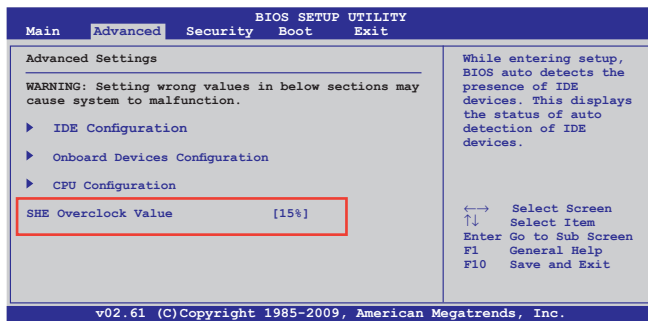 BIOS SETUP UTILITY
Main Advanced Security Boot Exit
Advanced Settings
WARNING: Setting wrong values in below sections may
cause system to malfunction.
IDE Configuration
Onboard Devices Configuration
CPU Configuration
SHE Overclock Value [15%]
While entering setup,
BIOS auto detects the
presence of IDE
devices. This displays
the status of auto
detection of IDE
devices.
←→ Select Screen
↑↓ Select Item
Enter Go to Sub Screen
F1 General Help
F10 Save and Exit
v02.61 (C)Copyright 1985-2009, American Megatrends, Inc.